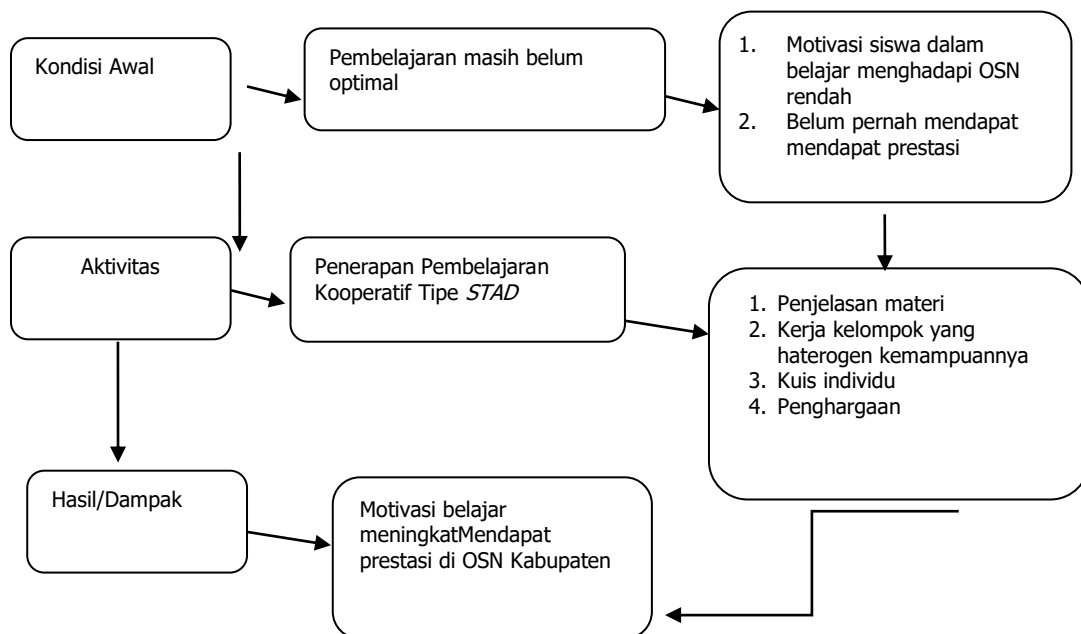 Kondisi Awal
Pembelajaran masih belum
optimal
1. Motivasi siswa dalam
belajar menghadapi OSN
rendah
2. Belum pernah mendapat
mendapat prestasi
Aktivitas
Penerapan Pembelajaran
Kooperatif Tipe STAD
1. Penjelasan materi
2. Kerja kelompok yang
haterogen kemampuannya
3. Kuis individu
4. Penghargaan
Hasil/Dampak
Motivasi belajar
meningkatMendapat
prestasi di OSN Kabupaten